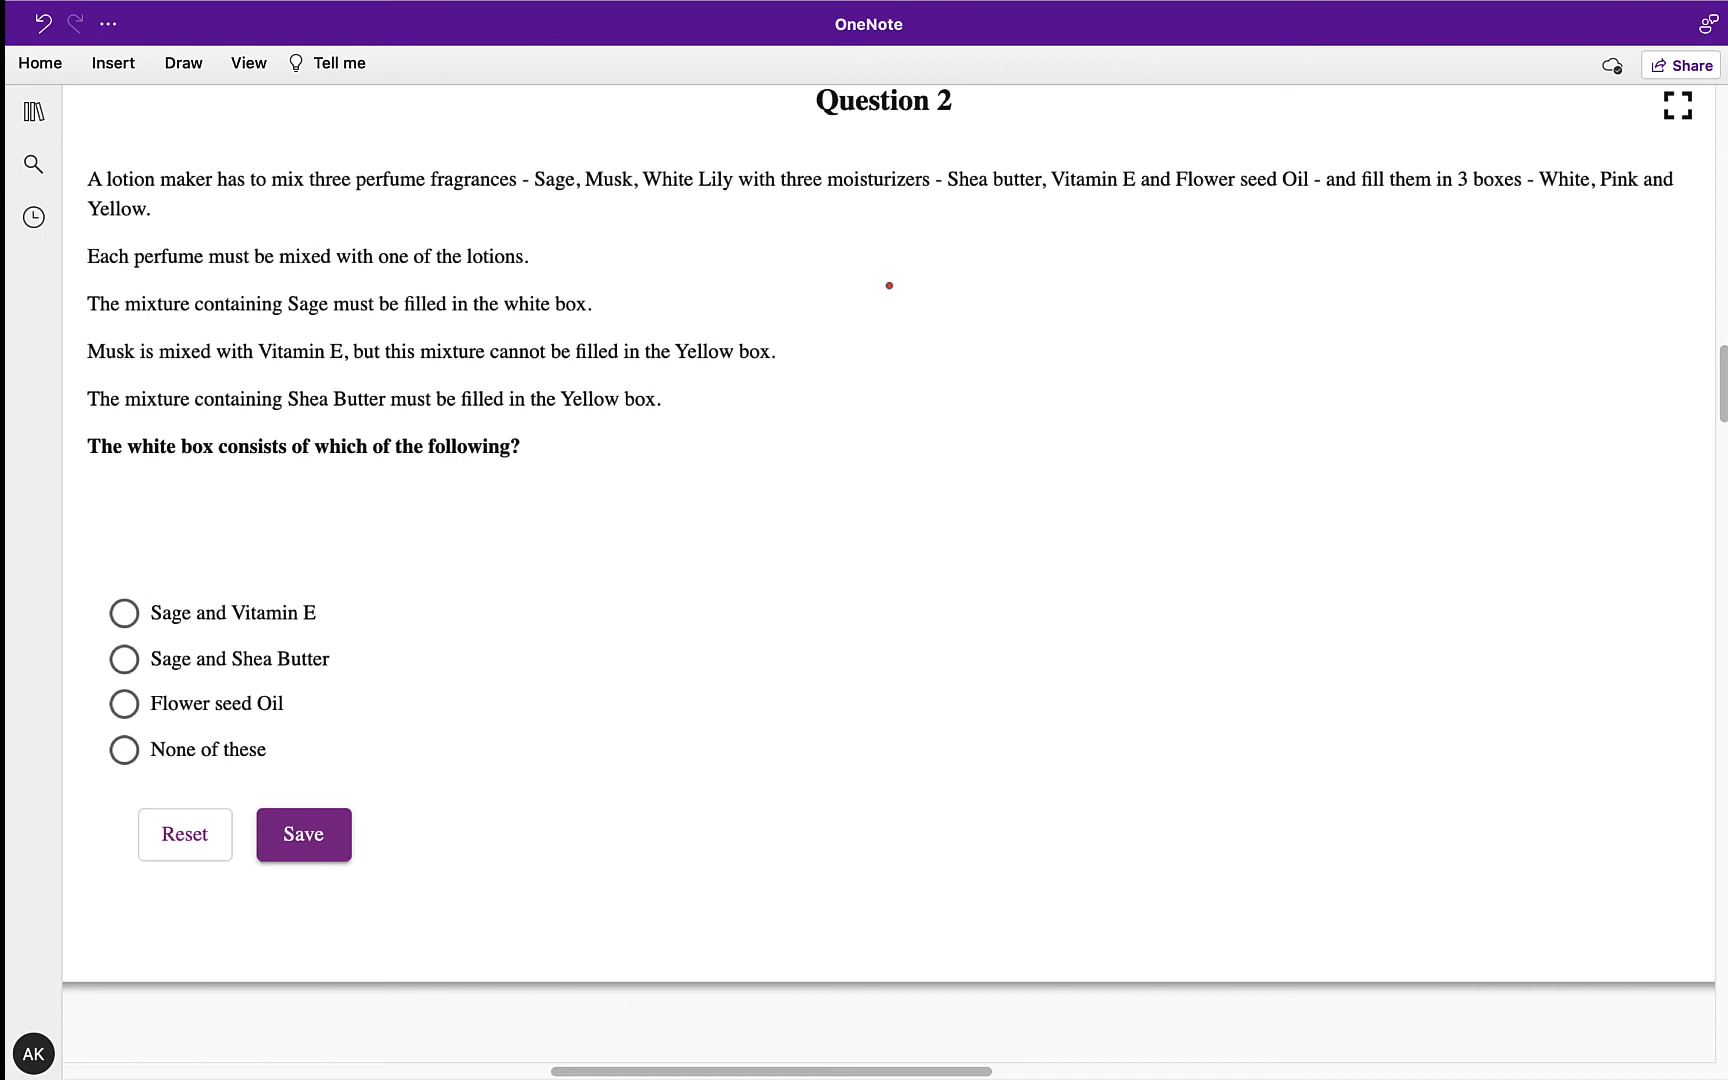 OneNote
Home Insert Draw View Tell me
Share
Question 2
A lotion maker has to mix three perfume fragrances - Sage, Musk, White Lily with three moisturizers - Shea butter, Vitamin E and Flower seed Oil - and fill them in 3 boxes - White, Pink and
Yellow.
Each perfume must be mixed with one of the lotions.
The mixture containing Sage must be filled in the white box.
Musk is mixed with Vitamin E, but this mixture cannot be filled in the Yellow box.
The mixture containing Shea Butter must be filled in the Yellow box.
The white box consists of which of the following?
Sage and Vitamin E
Sage and Shea Butter
Flower seed Oil
None of these
Reset Save
AK